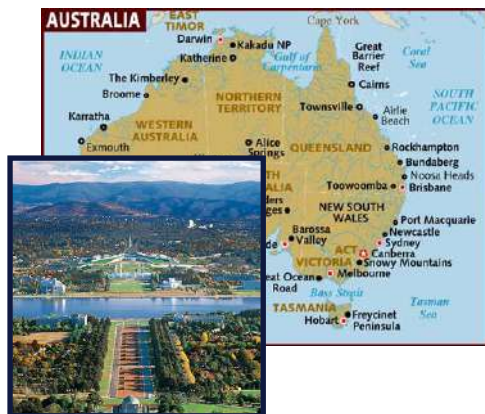 AUSTRALIA
EAST
TIMOR
Cape York
Darwin
Kakadu NP
Katherine
Gulf of
Carpentaria
Great
Barrier
Reef
Coral
Sea
INDIAN
OCEAN
The Kimberley
Broome
NORTHERN
TERRITORY
Cairns
SOUTH
PACIFIC
OCEAN
Townsville
Airlie
Beach
Karratha
Exmouth
WESTERN
AUSTRALIA
Alice
Springs
QUEENSLAND
Rockhampton
Bundaberg
Noosa Heads
Toowoomba
Brisbane
NEW SOUTH
WALES
Port Macquarie
Barossa
Valley
Newcastle
Sydney
ACT
Canberra
VICTORIA
Snowy Mountains
Melbourne
Ocean
Road
Bass Strait
TASMANIA
Tasman
Sea
Hobart
Freycinet
Peninsula